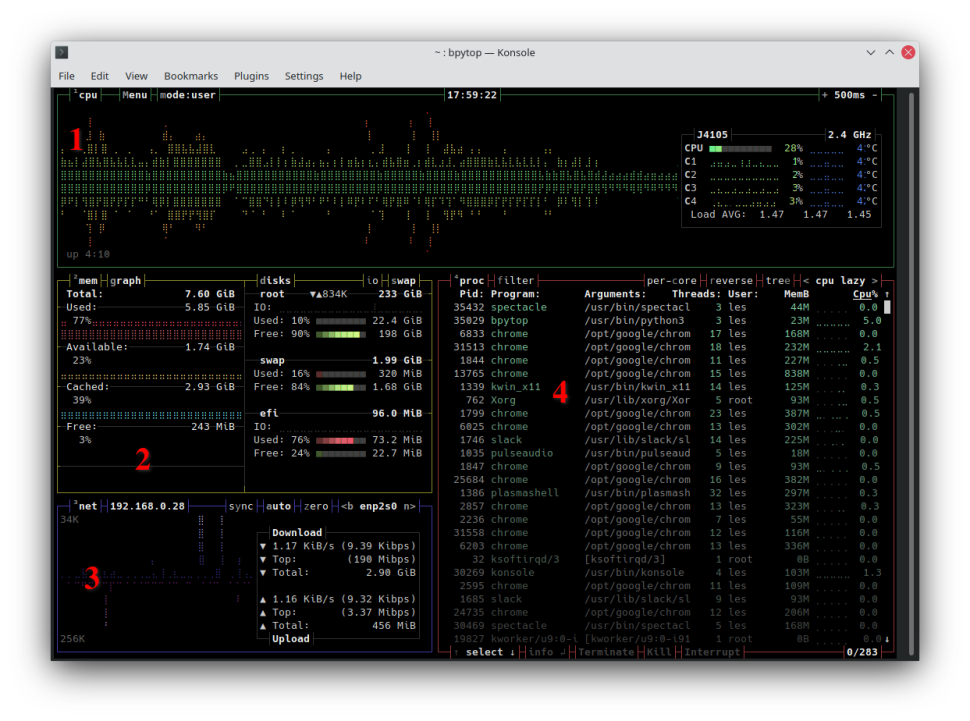 ~ : bpytop — Konsole
File Edit View Bookmarks Plugins Settings Help
¹cpu Menu mode:user 17:59:22 + 500ms -
1
J4105 2.4 GHz
CPU 28% °C
C1 1% °C
C2 2% °C
C3 3% °C
C4 °C
Load AVG: 1.47 1.47 1.45
up 4:10
²mem graph disks io swap
Total: 7.60 GiB
Used: 5.85 GiB
77%
Available: 1.74 GiB
23%
Cached: 2.93 GiB
39%
Free: 243 MiB
3%
2
root ▼▲834K 233 GiB
IO:
Used: 10% 22.4 GiB
Free: 90% 198 GiB
swap 1.99 GiB
Used: 16% 320 MiB
Free: 84% 1.68 GiB
efi 96.0 MiB
IO:
Used: 76% 73.2 MiB
Free: 24% 22.7 MiB
³net 192.168.0.28 sync auto zero <b enp2s0 n>
34K
3
256K
Download
▼ 1.17 KiB/s (9.39 Kibps)
▼ Top: (190 Mibps)
▼ Total: 2.90 GiB
▲ 1.16 KiB/s (9.32 Kibps)
▲ Top: (3.37 Mibps)
▲ Total: 456 MiB
Upload
⁴proc filter per-core reverse tree < cpu lazy >
Pid: Program: Arguments: Threads: User: MemB Cpu% ↑
35432 spectacle /usr/bin/spectacl 3 les 44M 0.0
35029 bpytop /usr/bin/python3 3 les 23M 5.0
6833 chrome /opt/google/chrom 17 les 168M 0.0
31513 chrome /opt/google/chrom 18 les 232M 2.1
1844 chrome /opt/google/chrom 11 les 227M 0.5
13765 chrome /opt/google/chrom 15 les 838M 0.0
1339 kwin_x11 /usr/bin/kwin_x11 14 les 125M 0.3
762 Xorg /usr/lib/xorg/Xor 5 root 93M 0.5
1799 chrome /opt/google/chrom 23 les 387M 0.5
6025 chrome /opt/google/chrom 13 les 302M 0.0
1746 slack /usr/lib/slack/sl 14 les 225M 0.0
1035 pulseaudio /usr/bin/pulseaud 5 les 18M 0.0
1847 chrome /opt/google/chrom 9 les 93M 0.5
25684 chrome /opt/google/chrom 16 les 382M 0.0
1386 plasmashell /usr/bin/plasmash 32 les 297M 0.3
2857 chrome /opt/google/chrom 13 les 323M 0.3
2236 chrome /opt/google/chrom 7 les 55M 0.0
31558 chrome /opt/google/chrom 12 les 116M 0.0
6203 chrome /opt/google/chrom 13 les 336M 0.0
32 ksoftirqd/3 [ksoftirqd/3] 1 root 0B 0.0
30269 konsole /usr/bin/konsole 4 les 103M 1.3
2595 chrome /opt/google/chrom 11 les 109M 0.0
1685 slack /usr/lib/slack/sl 9 les 93M 0.0
24735 chrome /opt/google/chrom 12 les 206M 0.0
30469 spectacle /usr/bin/spectacl 5 les 168M 0.0
19827 kworker/u9:0-i [kworker/u9:0-i91 1 root 0B 0.0 ↓
4
↑ select ↓ info ↲ Terminate Kill Interrupt 0/283